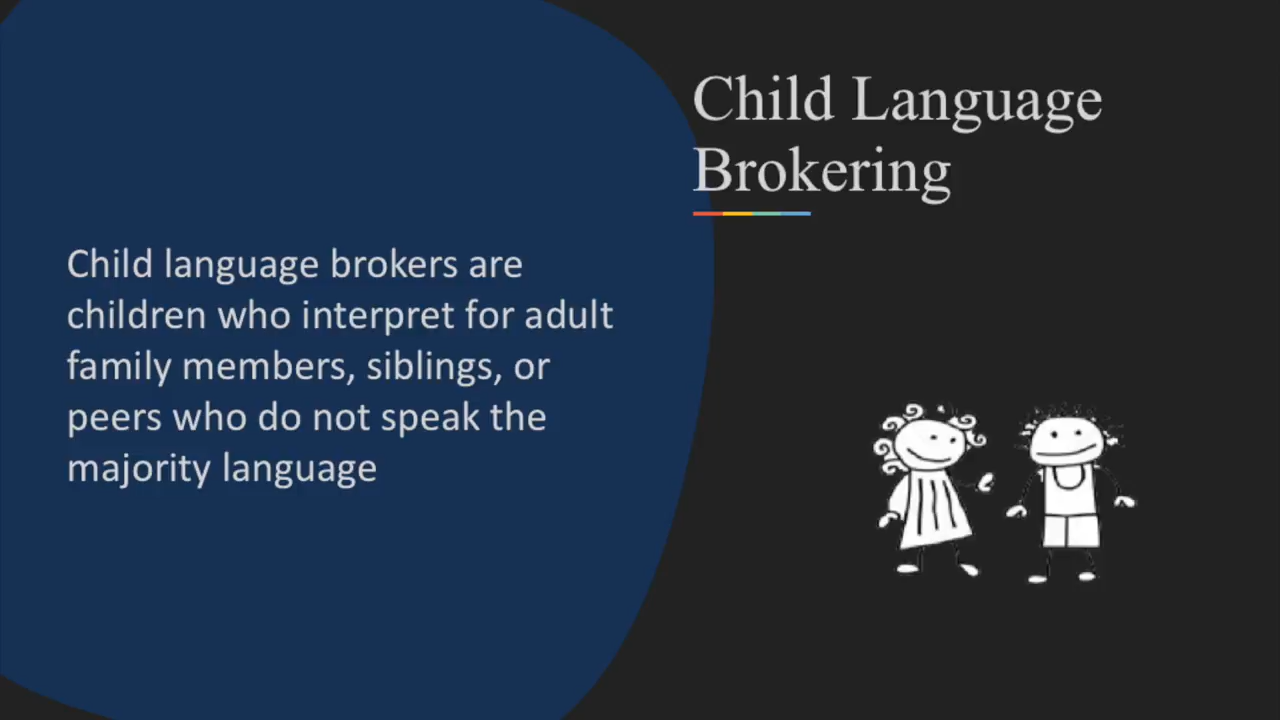 Child Language
Brokering
Child language brokers are
children who interpret for adult
family members, siblings, or
peers who do not speak the
majority language